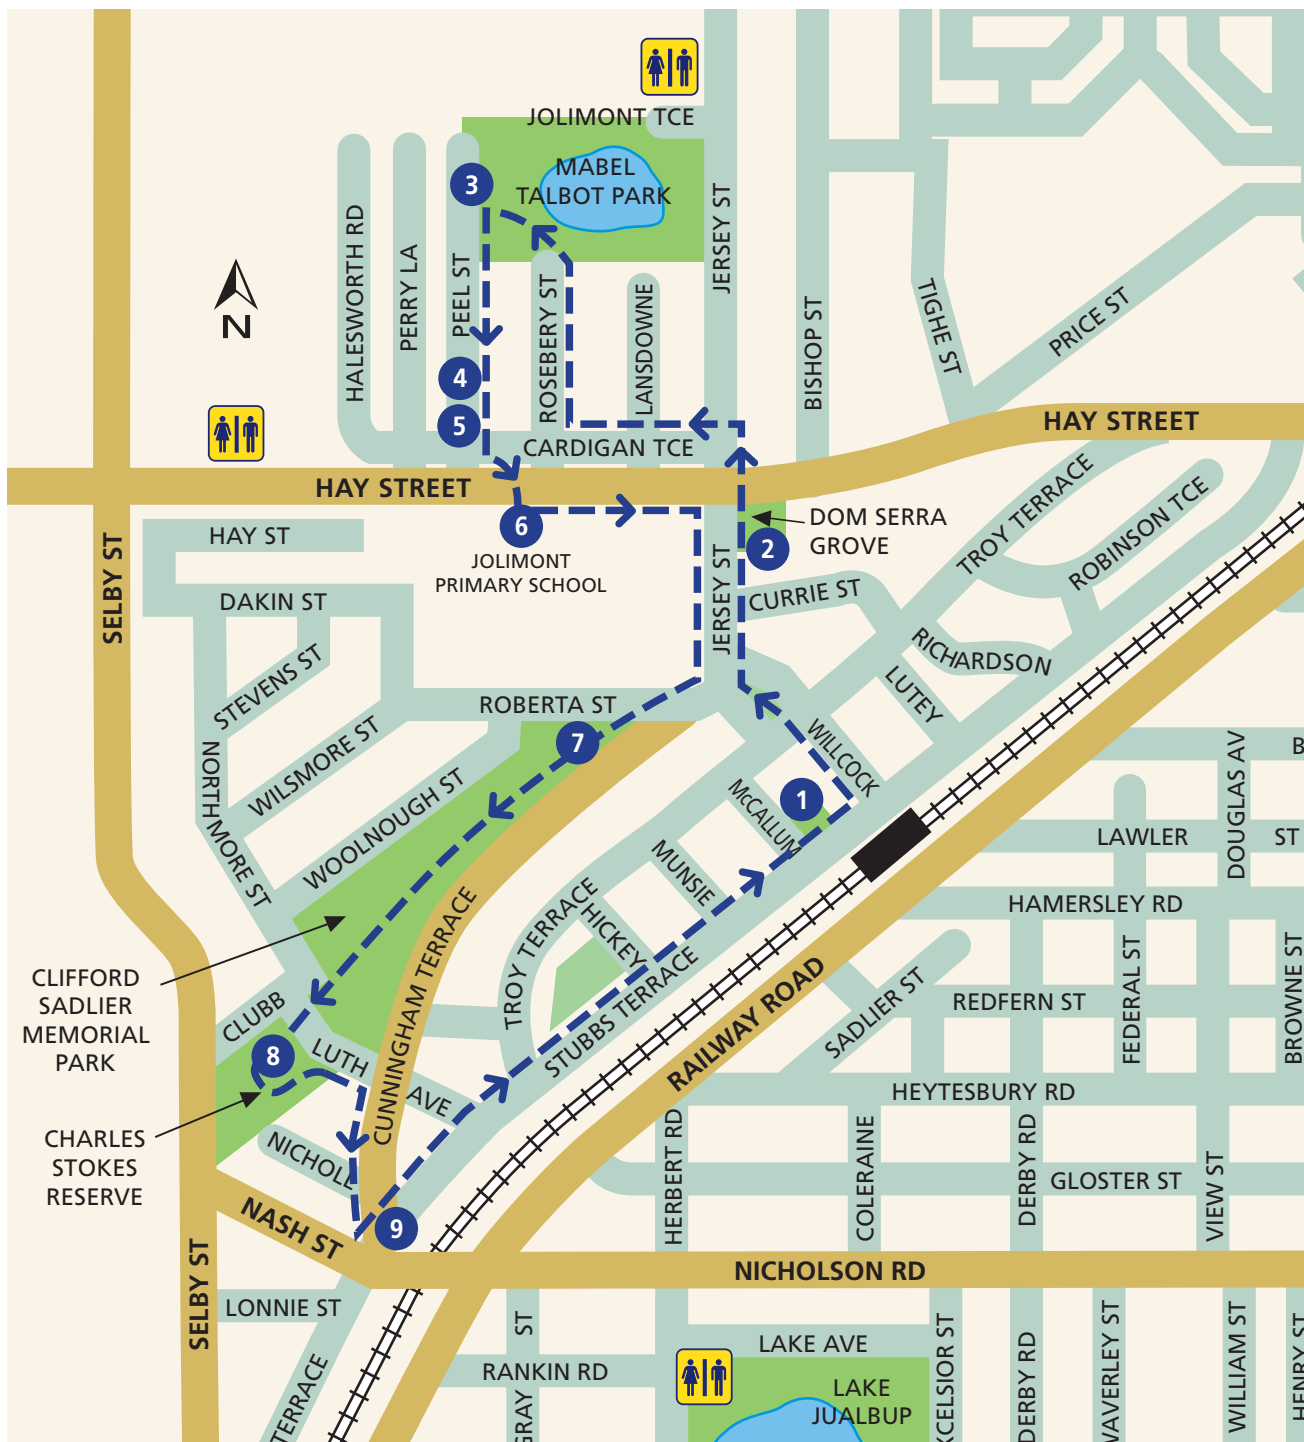 JOLIMONT TCE
MABEL
TALBOT PARK
3
HALESWORTH RD
PERRY LA
PEEL ST
ROSEBERY ST
LANSDOWNE
JERSEY ST
BISHOP ST
TIGHE ST
PRICE ST
N
4
5
CARDIGAN TCE
HAY STREET
HAY STREET
6
JOLIMONT
PRIMARY SCHOOL
DOM SERRA
GROVE
2
TROY TERRACE
ROBINSON TCE
HAY ST
SELBY ST
DAKIN ST
JERSEY ST
CURRIE ST
RICHARDSON
LUTEY
STEVENS ST
WILSMORE ST
NORTHMORE ST
ROBERTA ST
7
WILLCOCK
WOOLNOUGH ST
1
McCALLUM
MUNSIE
HICKEY
TROY TERRACE
DOUGLAS AV
B
LAWLER
ST
HAMERSLEY RD
CLIFFORD
SADLIER
MEMORIAL
PARK
CLUBB
8
LUTH
AVE
CUNNINGHAM TERRACE
STUBBS TERRACE
RAILWAY ROAD
SADLIER ST
REDFERN ST
FEDERAL ST
BROWNE ST
HEYTESBURY RD
CHARLES
STOKES
RESERVE
NICHOLL
HERBERT RD
COLERAINE
DERBY RD
GLOSTER ST
VIEW ST
9
NASH ST
SELBY ST
NICHOLSON RD
LONNIE ST
TERRACE
GRAY ST
RANKIN RD
LAKE AVE
LAKE
JUALBUP
XCELSIOR ST
DERBY RD
WAVERLEY ST
WILLIAM ST
HENRY ST